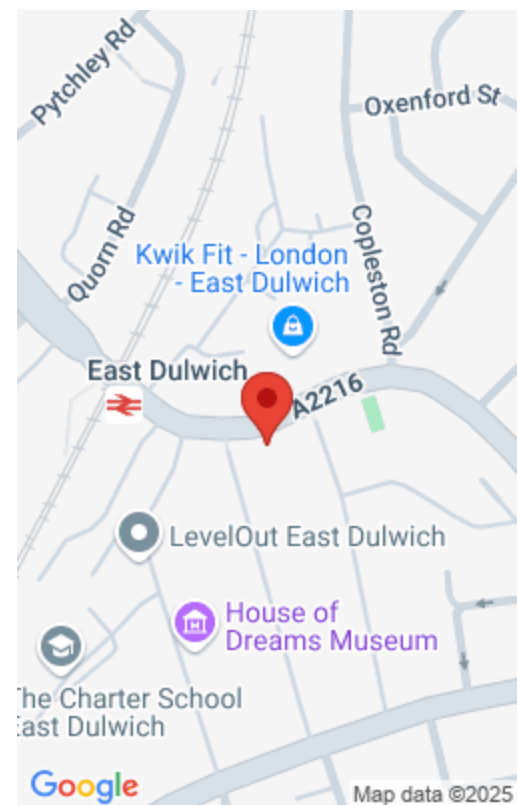 Pytchley Rd
Oxenford St
Quorn Rd
Copleston Rd
Kwik Fit - London
- East Dulwich
East Dulwich
A2216
LevelOut East Dulwich
House of
Dreams Museum
The Charter School
East Dulwich
Google
Map data ©2025